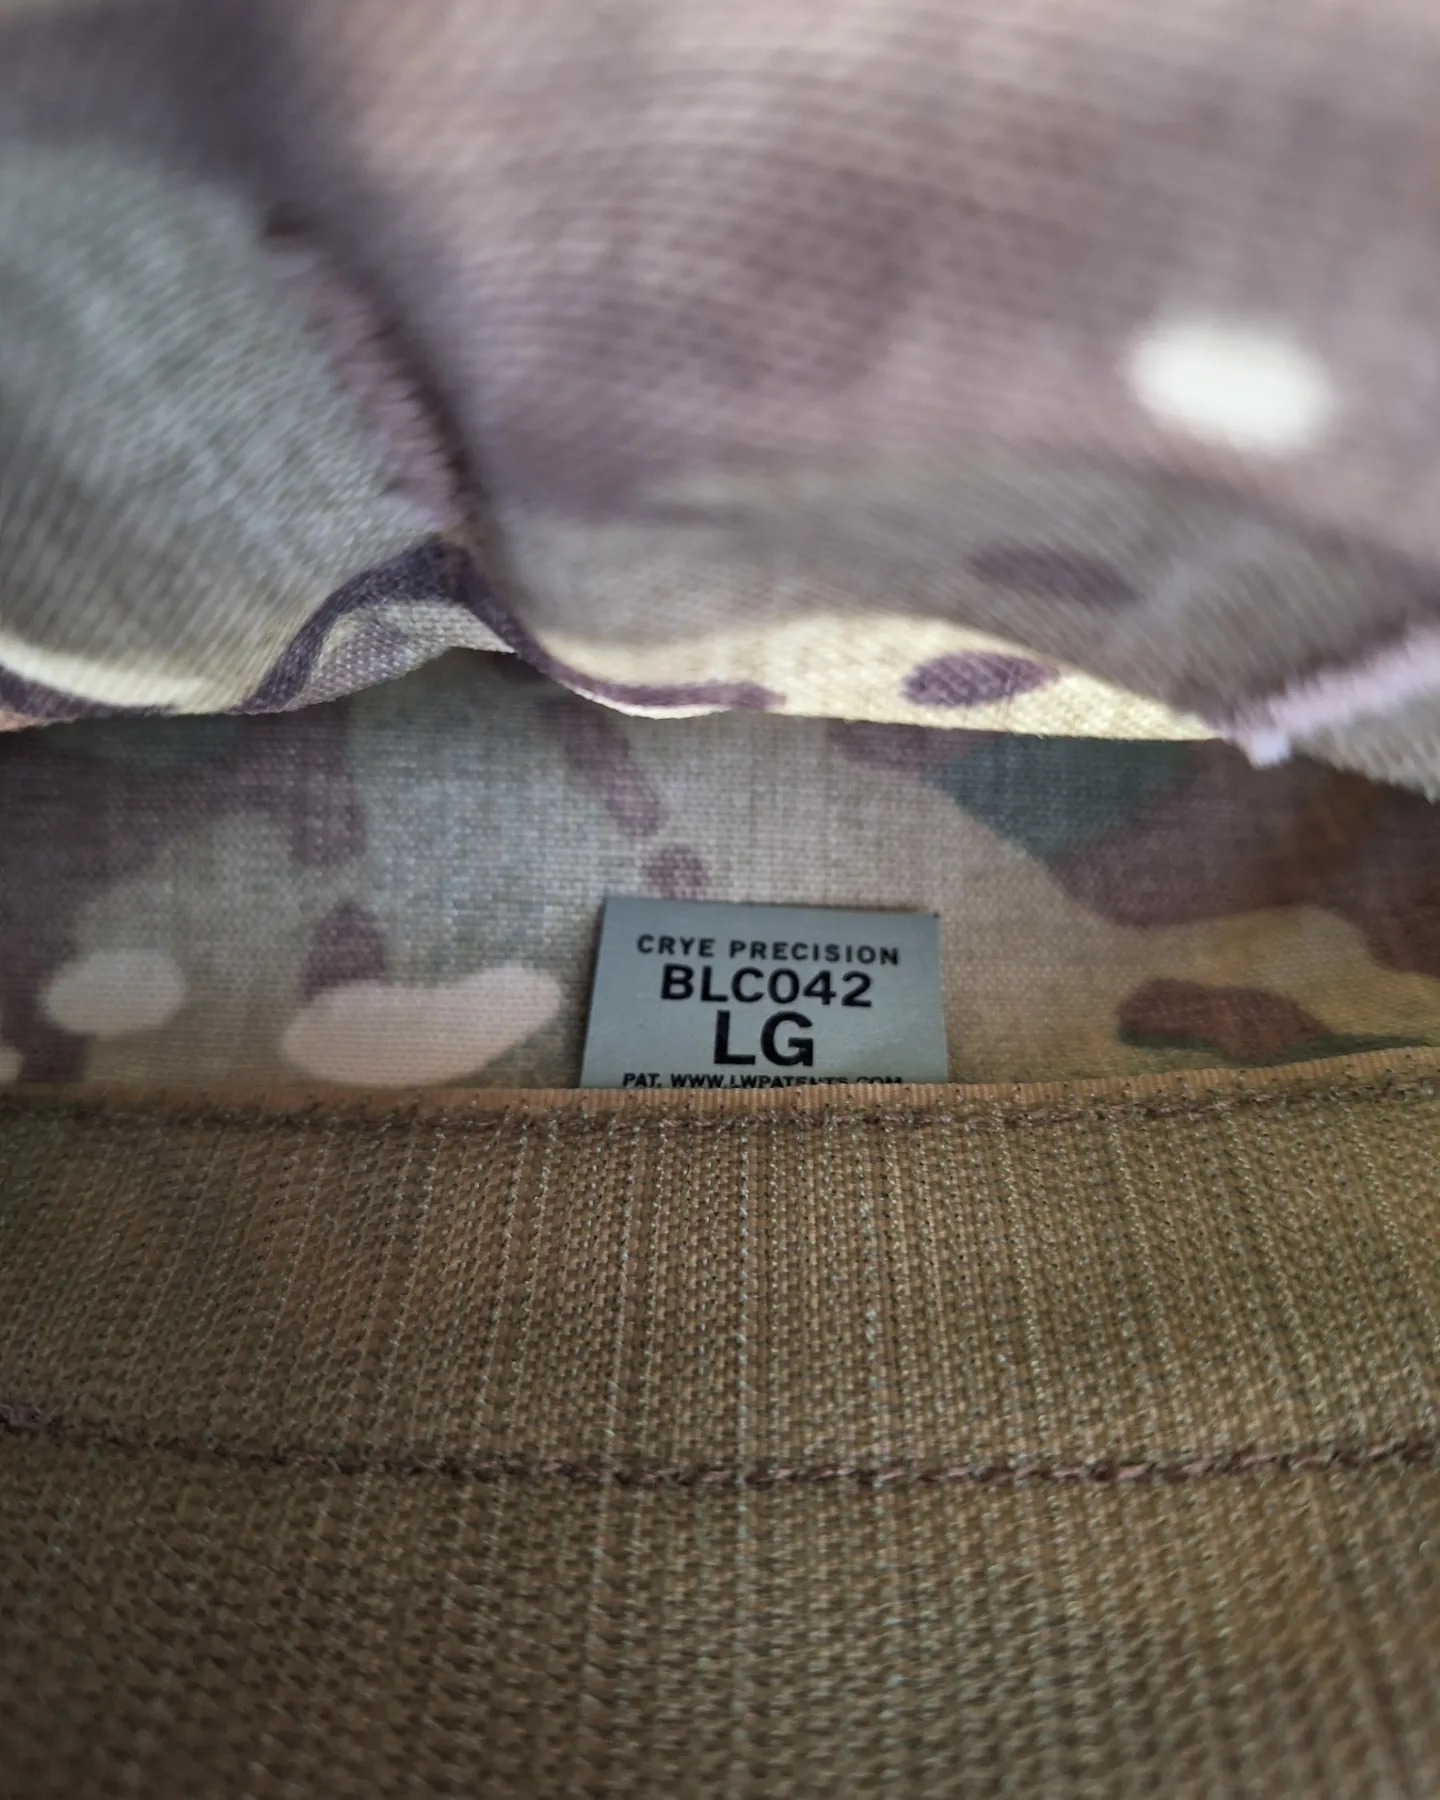 CRYE PRECISION
BLC042
LG
PAT. WWW.LWPATENTS.COM